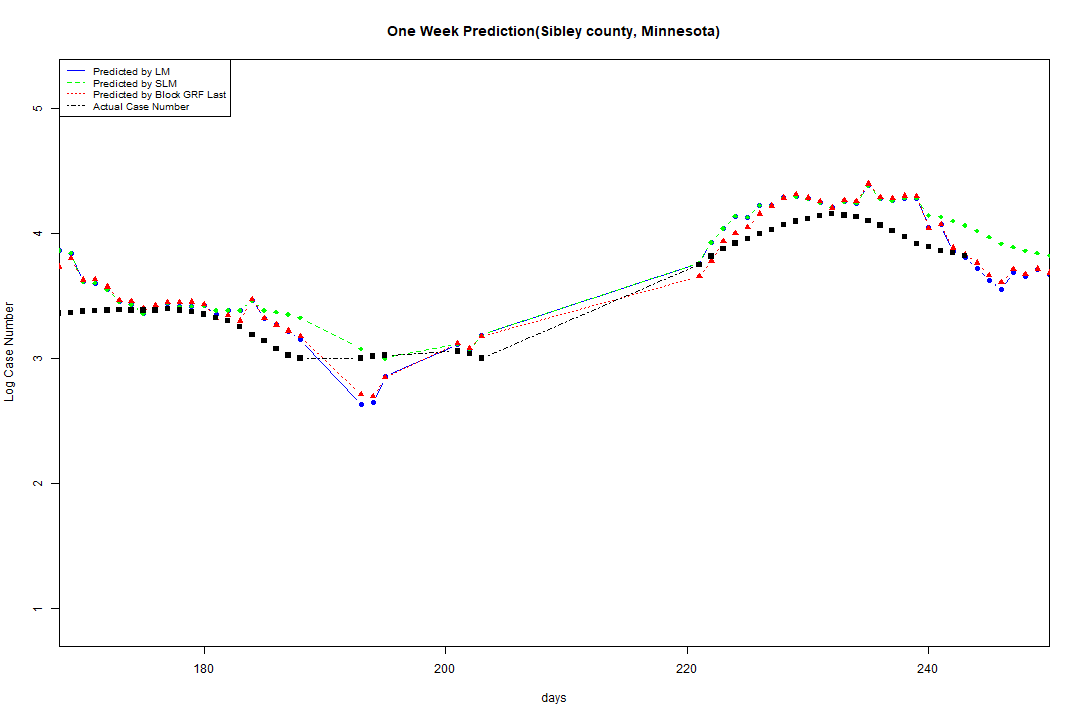 One Week Prediction(Sibley county, Minnesota)
Predicted by LM
Predicted by SLM
Predicted by Block GRF Last
Actual Case Number
5
4
3
2
1
Log Case Number
180
200
220
240
days